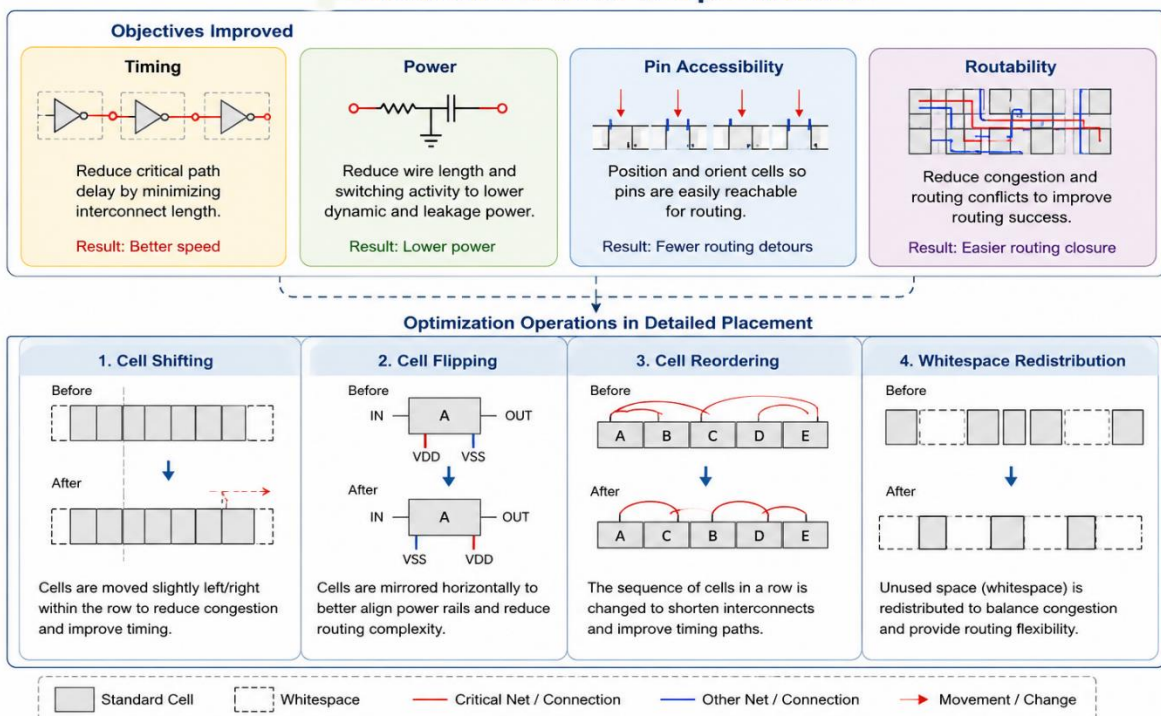 Objectives Improved
Timing
Reduce critical path
delay by minimizing
interconnect length.
Result: Better speed
Power
Reduce wire length and
switching activity to lower
dynamic and leakage power.
Result: Lower power
Pin Accessibility
Position and orient cells so
pins are easily reachable
for routing.
Result: Fewer routing detours
Routability
Reduce congestion and
routing conflicts to improve
routing success.
Result: Easier routing closure
Optimization Operations in Detailed Placement
1. Cell Shifting
Before
After
Cells are moved slightly left/right
within the row to reduce congestion
and improve timing.
2. Cell Flipping
Before
IN A OUT
VDD VSS
After
IN A OUT
VSS VDD
Cells are mirrored horizontally to
better align power rails and reduce
routing complexity.
3. Cell Reordering
Before
A B C D E
After
A C B D E
The sequence of cells in a row
is changed to shorten interconnects
and improve timing paths.
4. Whitespace Redistribution
Before
After
Unused space (whitespace) is
redistributed to balance congestion
and provide routing flexibility.
Standard Cell Whitespace Critical Net / Connection Other Net / Connection Movement / Change